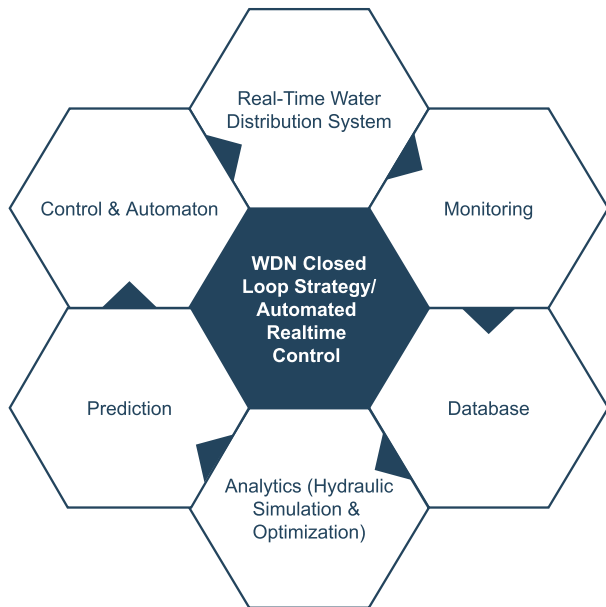 Real-Time Water
Distribution System
Control & Automaton
Monitoring
WDN Closed
Loop Strategy/
Automated
Realtime
Control
Prediction
Database
Analytics (Hydraulic
Simulation &
Optimization)